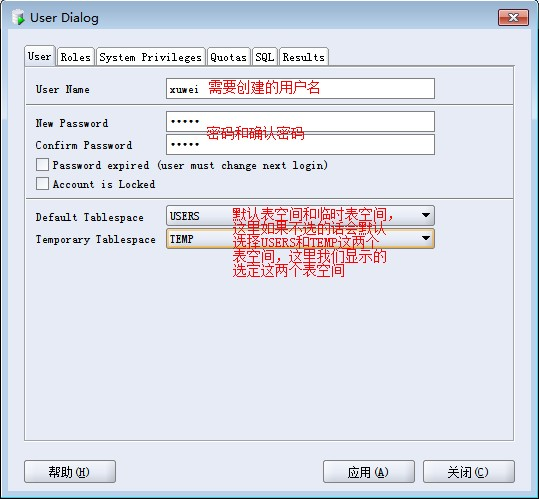 User Dialog
User Roles System Privileges Quotas SQL Results
User Name xuwei 需要创建的用户名
New Password •••••
密码和确认密码
Confirm Password •••••
Password expired (user must change next login)
Account is Locked
Default Tablespace USERS
Temporary Tablespace TEMP
默认表空间和临时表空间，
这里如果不选的话会默认
选择USERS和TEMP这两个
表空间，这里我们显示的
选定这两个表空间
帮助(H) 应用(A) 关闭(C)